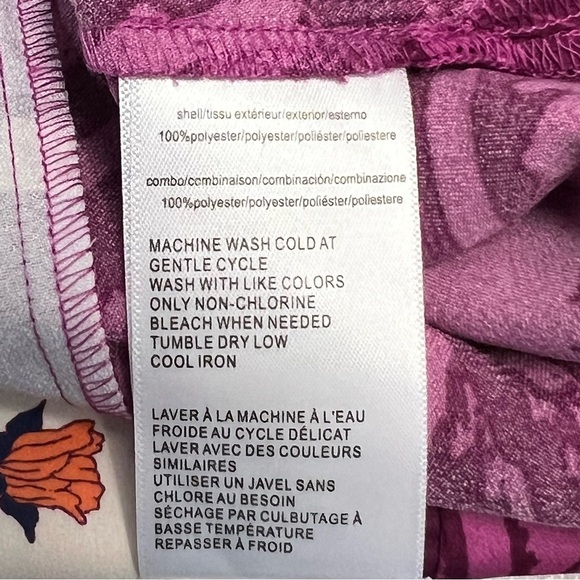 shell/tissu extérieur/exterior/esterno
100%polyester/polyester/poliéster/poliestere
combo/combinaison/combinación/combinazione
100%polyester/polyester/poliéster/poliestere
MACHINE WASH COLD AT
GENTLE CYCLE
WASH WITH LIKE COLORS
ONLY NON-CHLORINE
BLEACH WHEN NEEDED
TUMBLE DRY LOW
COOL IRON
LAVER À LA MACHINE À L'EAU
FROIDE AU CYCLE DÉLICAT
LAVER AVEC DES COULEURS
SIMILAIRES
UTILISER UN JAVEL SANS
CHLORE AU BESOIN
SÉCHAGE PAR CULBUTAGE À
BASSE TEMPÉRATURE
REPASSER À FROID